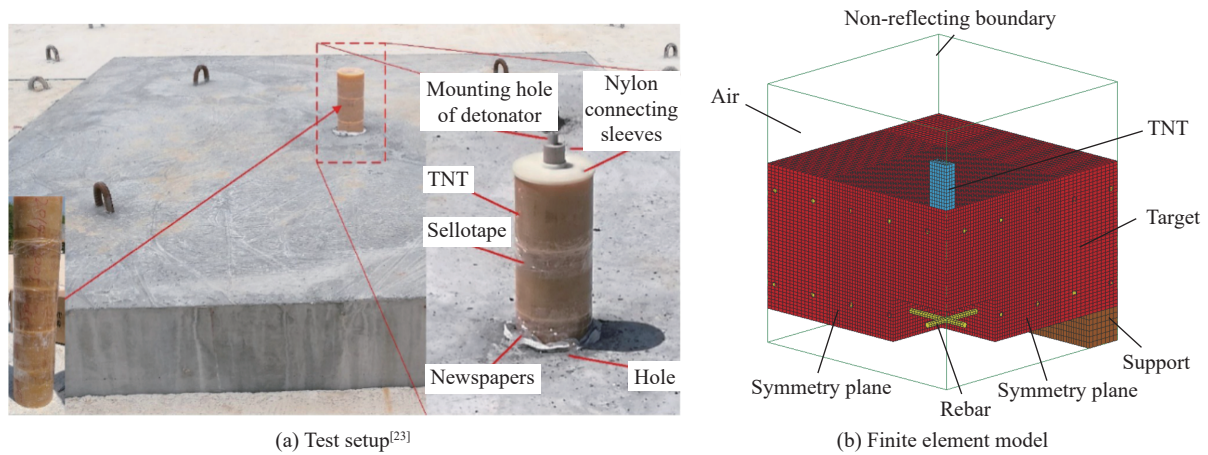 Mounting hole
of detonator
Nylon
connecting
sleeves
TNT
Sellotape
Newspapers
Hole
(a) Test setup[23]
Non-reflecting boundary
Air
TNT
Target
Support
Symmetry plane
Symmetry plane
Rebar
(b) Finite element model